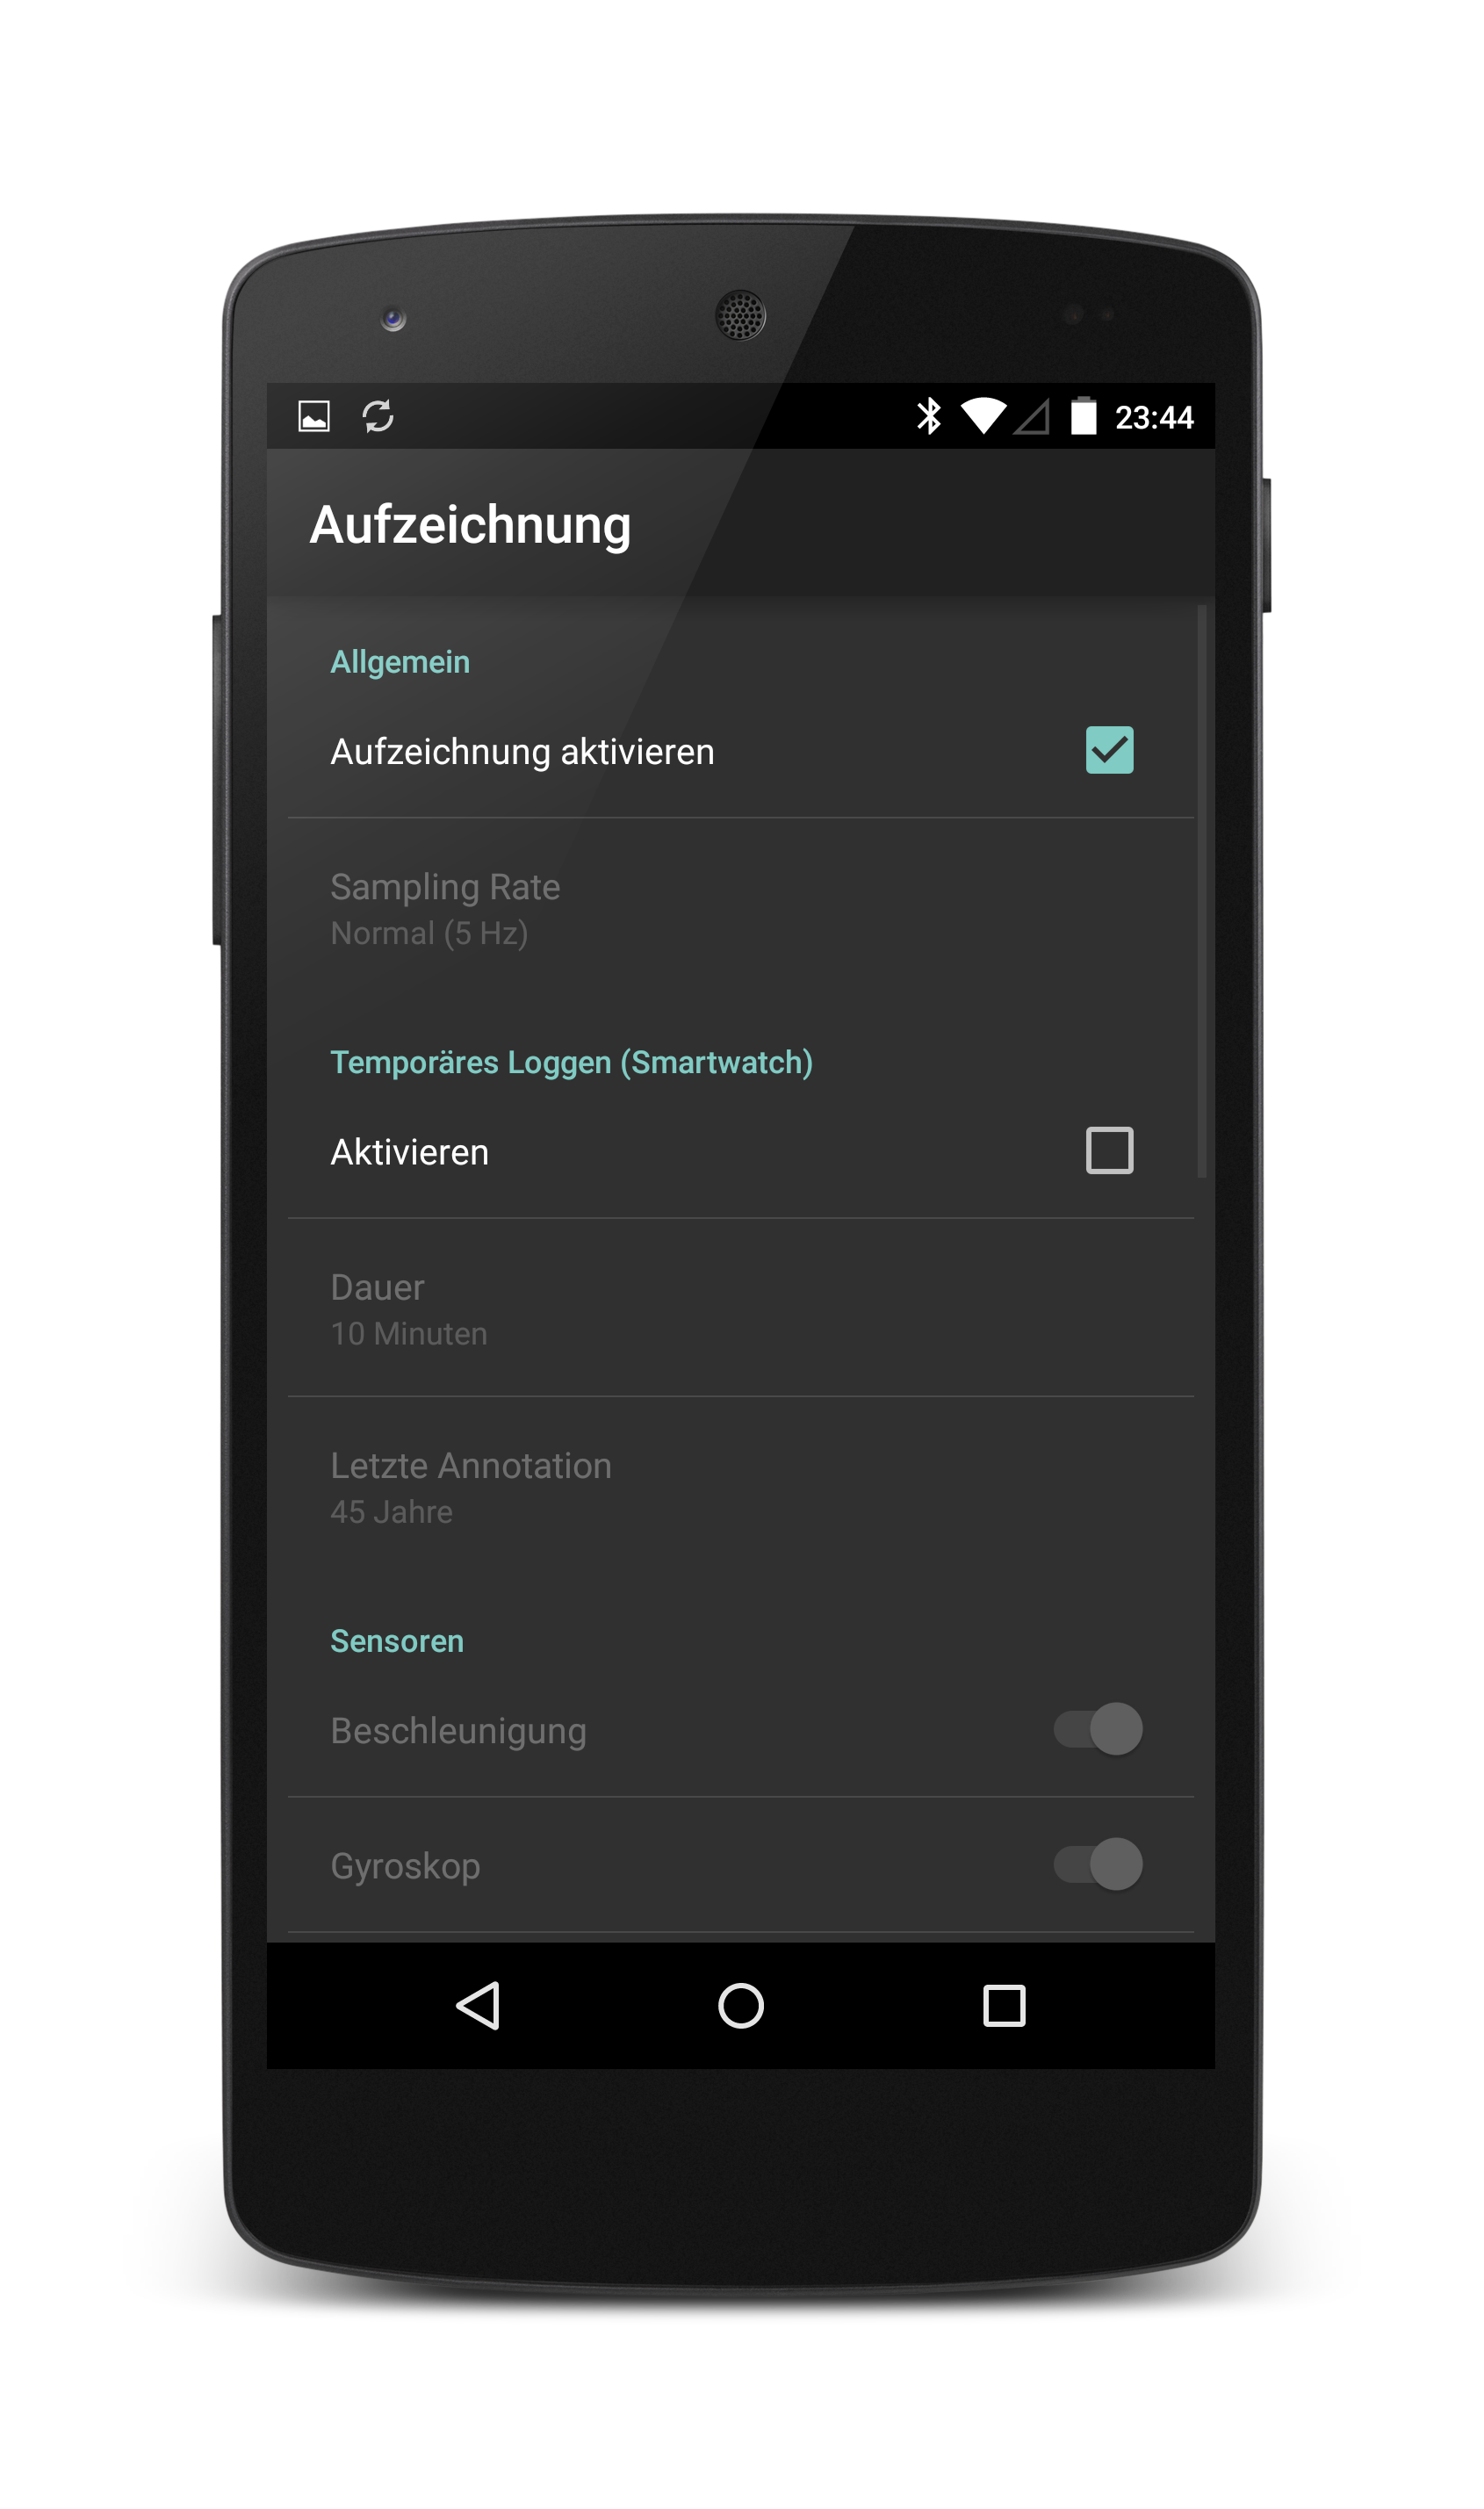 23:44
Aufzeichnung
Allgemein
Aufzeichnung aktivieren
Sampling Rate
Normal (5 Hz)
Temporäres Loggen (Smartwatch)
Aktivieren
Dauer
10 Minuten
Letzte Annotation
45 Jahre
Sensoren
Beschleunigung
Gyroskop